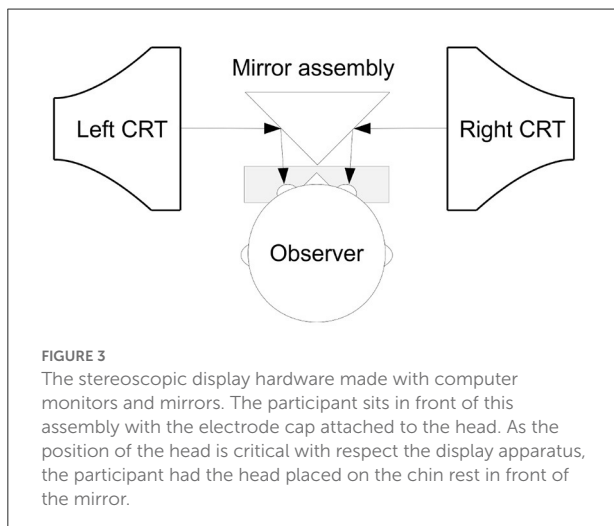 Mirror assembly
Left CRT
Right CRT
Observer
FIGURE 3
The stereoscopic display hardware made with computer
monitors and mirrors. The participant sits in front of this
assembly with the electrode cap attached to the head. As the
position of the head is critical with respect the display apparatus,
the participant had the head placed on the chin rest in front of
the mirror.